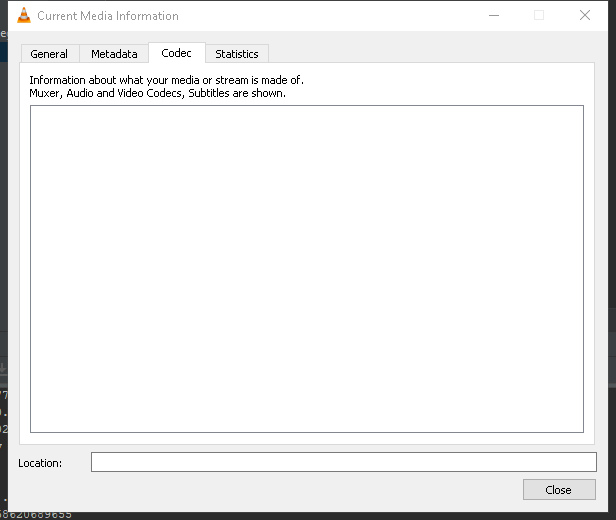 Current Media Information
General Metadata Codec Statistics
Information about what your media or stream is made of.
Muxer, Audio and Video Codecs, Subtitles are shown.
Location:
Close
58620689655